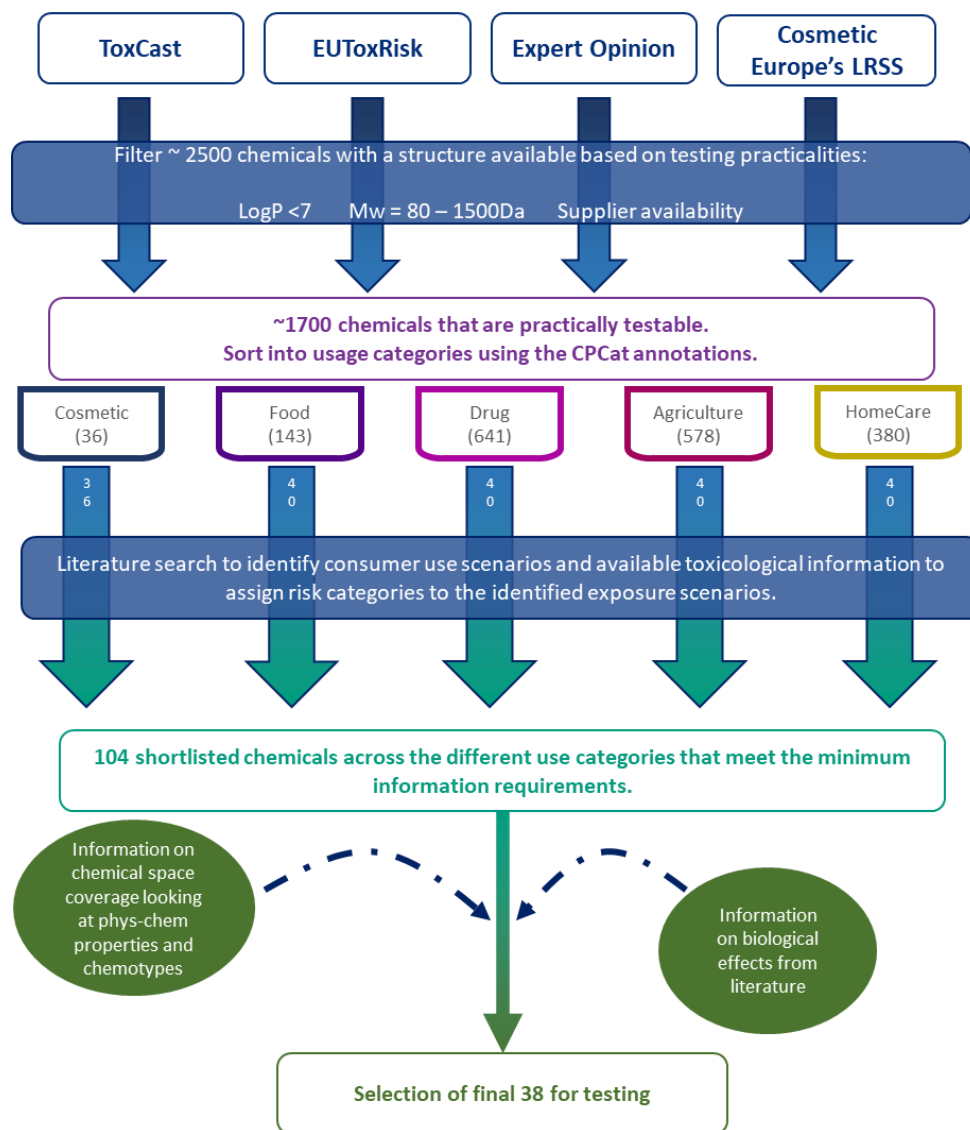 ToxCast
EUToxRisk
Expert Opinion
Cosmetic
Europe's LRSS
Filter ~ 2500 chemicals with a structure available based on testing practicalities:
LogP <7 Mw = 80 – 1500Da Supplier availability
~1700 chemicals that are practically testable.
Sort into usage categories using the CPCat annotations.
Cosmetic
(36)
Food
(143)
Drug
(641)
Agriculture
(578)
HomeCare
(380)
3
6
4
0
4
0
4
0
4
0
Literature search to identify consumer use scenarios and available toxicological information to
assign risk categories to the identified exposure scenarios.
104 shortlisted chemicals across the different use categories that meet the minimum
information requirements.
Information on
chemical space
coverage looking
at phys-chem
properties and
chemotypes
Information
on biological
effects from
literature
Selection of final 38 for testing